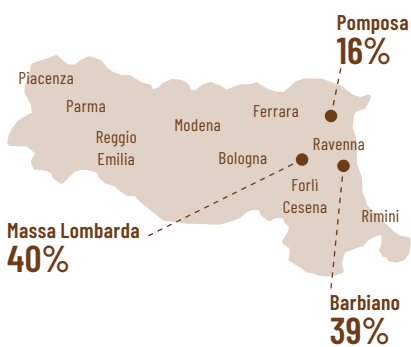 Pomposa
16%
Piacenza
Parma
Ferrara
Modena
Reggio
Emilia
Ravenna
Bologna
Forlì
Cesena
Rimini
Massa Lombarda
40%
Barbiano
39%